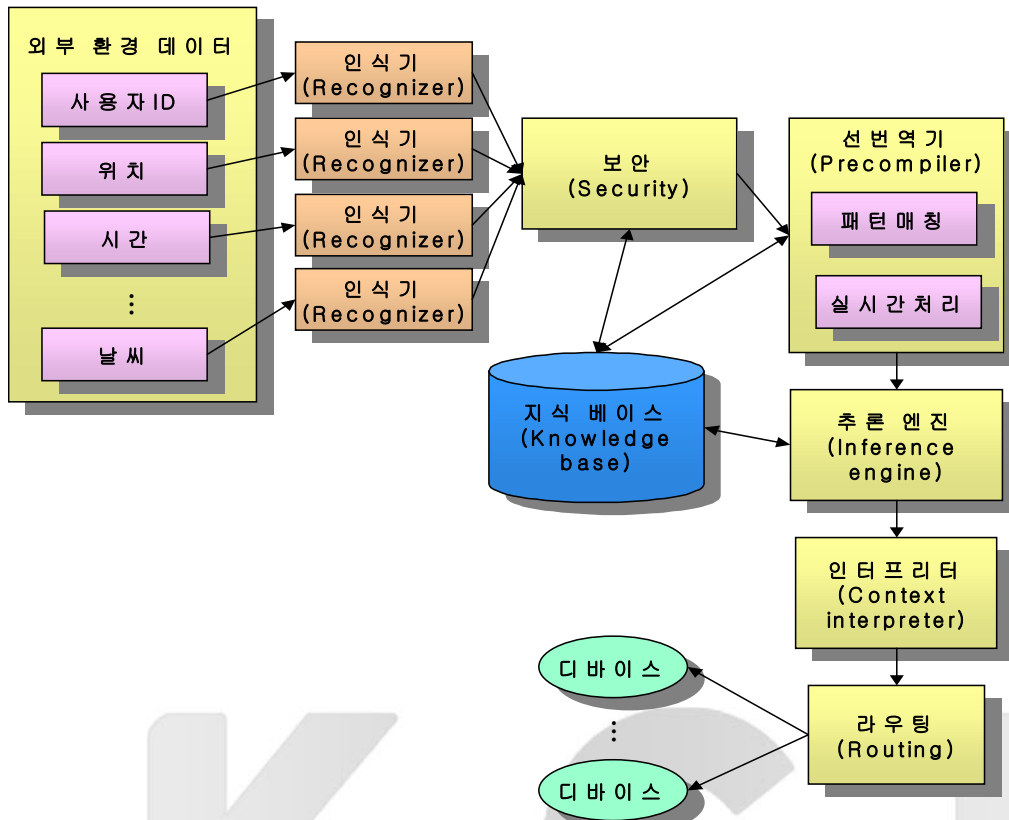 외부 환경 데이터
사용자ID
위치
시간
⋮
날씨
인식기
(Recognizer)
인식기
(Recognizer)
인식기
(Recognizer)
인식기
(Recognizer)
보안
(Security)
선번역기
(Precompiler)
패턴매칭
실시간처리
지식 베이스
(Knowledge
base)
추론 엔진
(Inference
engine)
인터프리터
(Context
interpreter)
라우팅
(Routing)
디바이스
⋮
디바이스